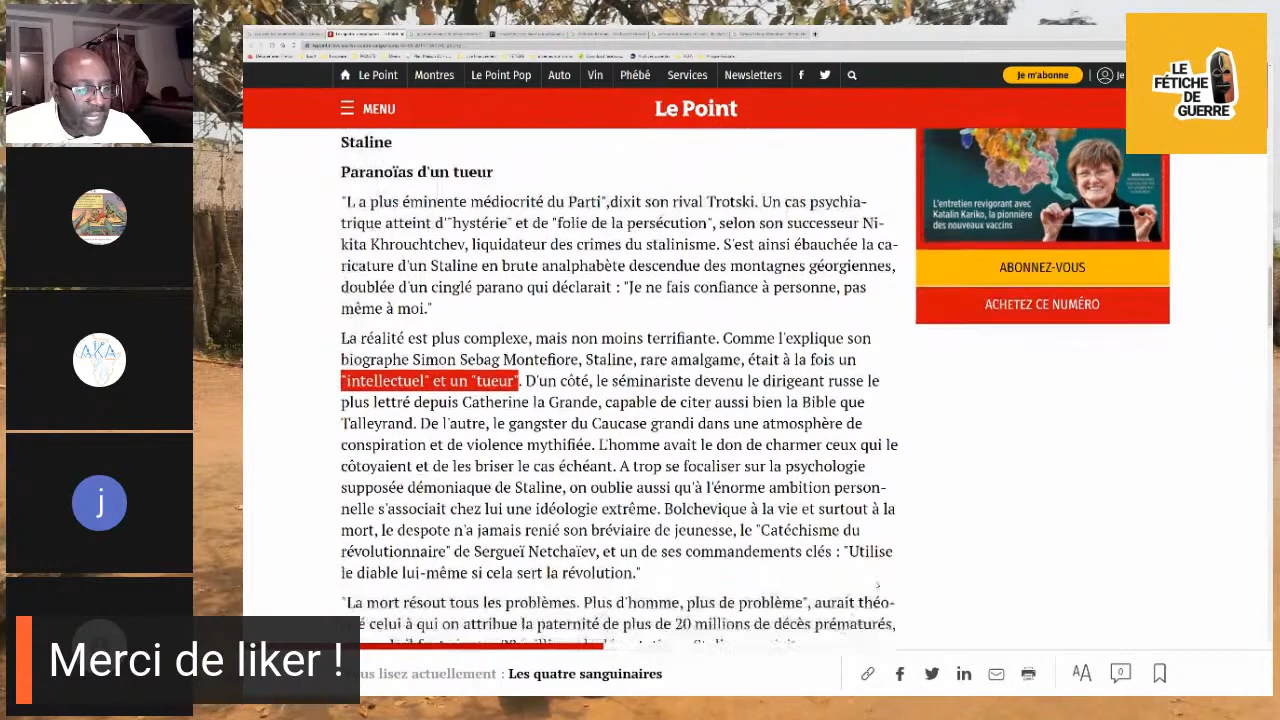 Le Point
Montres
Le Point Pop
Auto
Vin
Phébé
Services
Newsletters
f
Je m'abonne
Je
MENU
Le Point
LE
FÉTICHE
DE
GUERRE
Staline
Paranoïas d'un tueur
"L a plus éminente médiocrité du Parti",dixit son rival Trotski. Un cas psychia-
trique atteint d'"hystérie" et de "folie de la persécution", selon son successeur Ni-
kita Khrouchtchev, liquidateur des crimes du stalinisme. S'est ainsi ébauchée la ca-
ricature d'un Staline en brute analphabète descendue des montagnes géorgiennes,
doublée d'un cinglé parano qui déclarait : "Je ne fais confiance à personne, pas
même à moi."
La réalité est plus complexe, mais non moins terrifiante. Comme l'explique son
biographe Simon Sebag Montefiore, Staline, rare amalgame, était à la fois un
"intellectuel" et un "tueur". D'un côté, le séminariste devenu le dirigeant russe le
plus lettré depuis Catherine la Grande, capable de citer aussi bien la Bible que
Talleyrand. De l'autre, le gangster du Caucase grandi dans une atmosphère de
conspiration et de violence mythifiée. L'homme avait le don de charmer ceux qui le
côtoyaient et de les briser le cas échéant. A trop se focaliser sur la psychologie
supposée démoniaque de Staline, on oublie aussi qu'à l'énorme ambition person-
nelle s'associait chez lui une idéologie extrême. Bolchevique à la vie et surtout à la
mort, le despote n'a jamais renié son bréviaire de jeunesse, le "Catéchisme du
révolutionnaire" de Sergueï Netchaïev, et un de ses commandements clés : "Utilise
le diable lui-même si cela sert la révolution."
"La mort résout tous les problèmes. Plus d'homme, plus de problème", aurait théo-
celui à qui on attribue la paternité de plus de 20 millions de décès prématurés,
L'entretien revigorant avec
Katalin Kariko, la pionnière
des nouveaux vaccins
ABONNEZ-VOUS
ACHETEZ CE NUMÉRO
AKA
j
Merci de liker !
lisez actuellement : Les quatre sanguinaires
f
in
AA
0